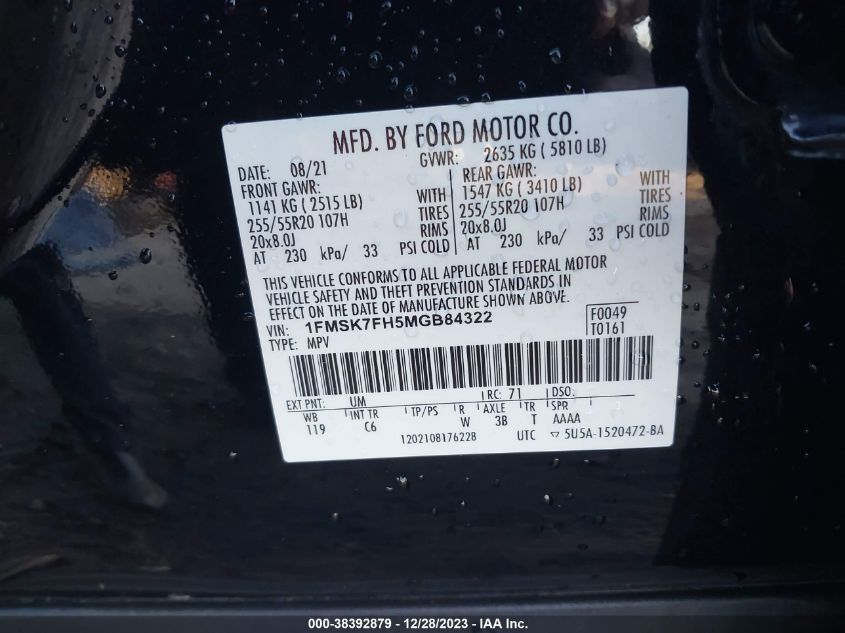 MFD. BY FORD MOTOR CO.
DATE: 08/21 GVWR: 2635 KG ( 5810 LB)
FRONT GAWR: REAR GAWR:
1141 KG ( 2515 LB) WITH 1547 KG ( 3410 LB) WITH
255/55R20 107H TIRES 255/55R20 107H TIRES
20x8.0J RIMS 20x8.0J RIMS
AT 230 kPa/ 33 PSI COLD AT 230 kPa/ 33 PSI COLD
THIS VEHICLE CONFORMS TO ALL APPLICABLE FEDERAL MOTOR
VEHICLE SAFETY AND THEFT PREVENTION STANDARDS IN
EFFECT ON THE DATE OF MANUFACTURE SHOWN ABOVE.
VIN: 1FMSK7FH5MGB84322 F0049
TYPE: MPV T0161
EXT PNT: UM RC: 71 DSO:
WB INT TR TP/PS R AXLE TR SPR
119 C6 W 3B T AAAA
1202108176228 UTC ▽ 5U5A-1520472-BA
000-38392879 - 12/28/2023 - IAA Inc.